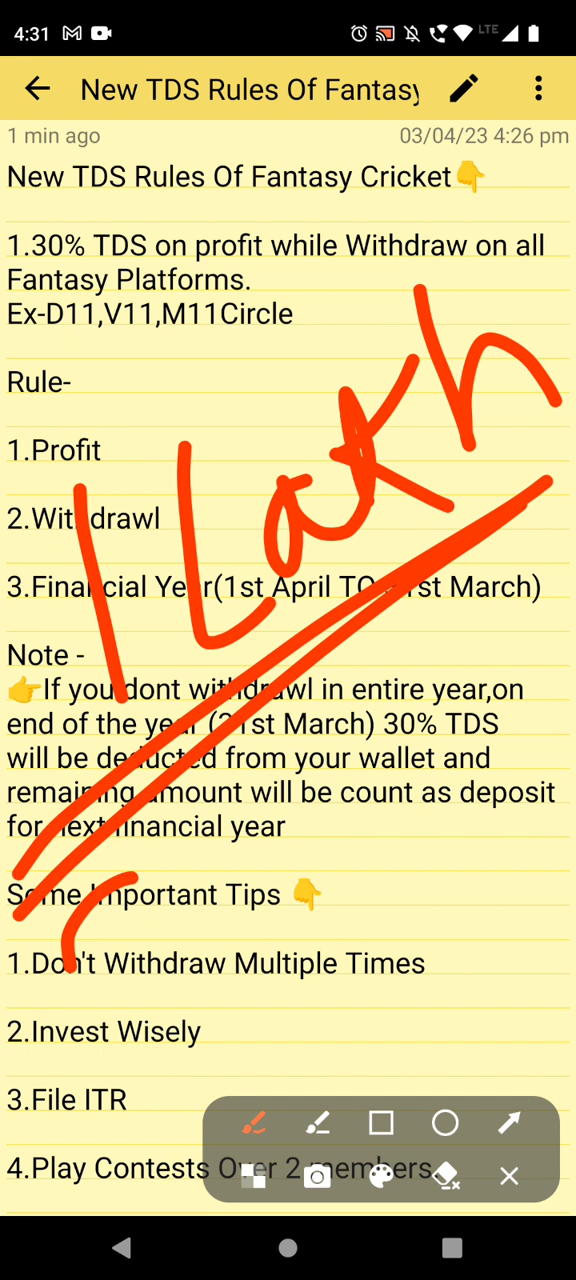 4:31
LTE
New TDS Rules Of Fantasy
1 min ago
03/04/23 4:26 pm
New TDS Rules Of Fantasy Cricket👇
1.30% TDS on profit while Withdraw on all
Fantasy Platforms.
Ex-D11,V11,M11Circle
Rule-
1.Profit
2.Withdrawl
3.Financial Year(1st April TO 31st March)
Note -
👉If you dont withdrawl in entire year,on
end of the year (31st March) 30% TDS
will be deducted from your wallet and
remaining amount will be count as deposit
for next financial year
Some Important Tips 👇
1.Don't Withdraw Multiple Times
2.Invest Wisely
3.File ITR
4.Play Contests Over 2 members